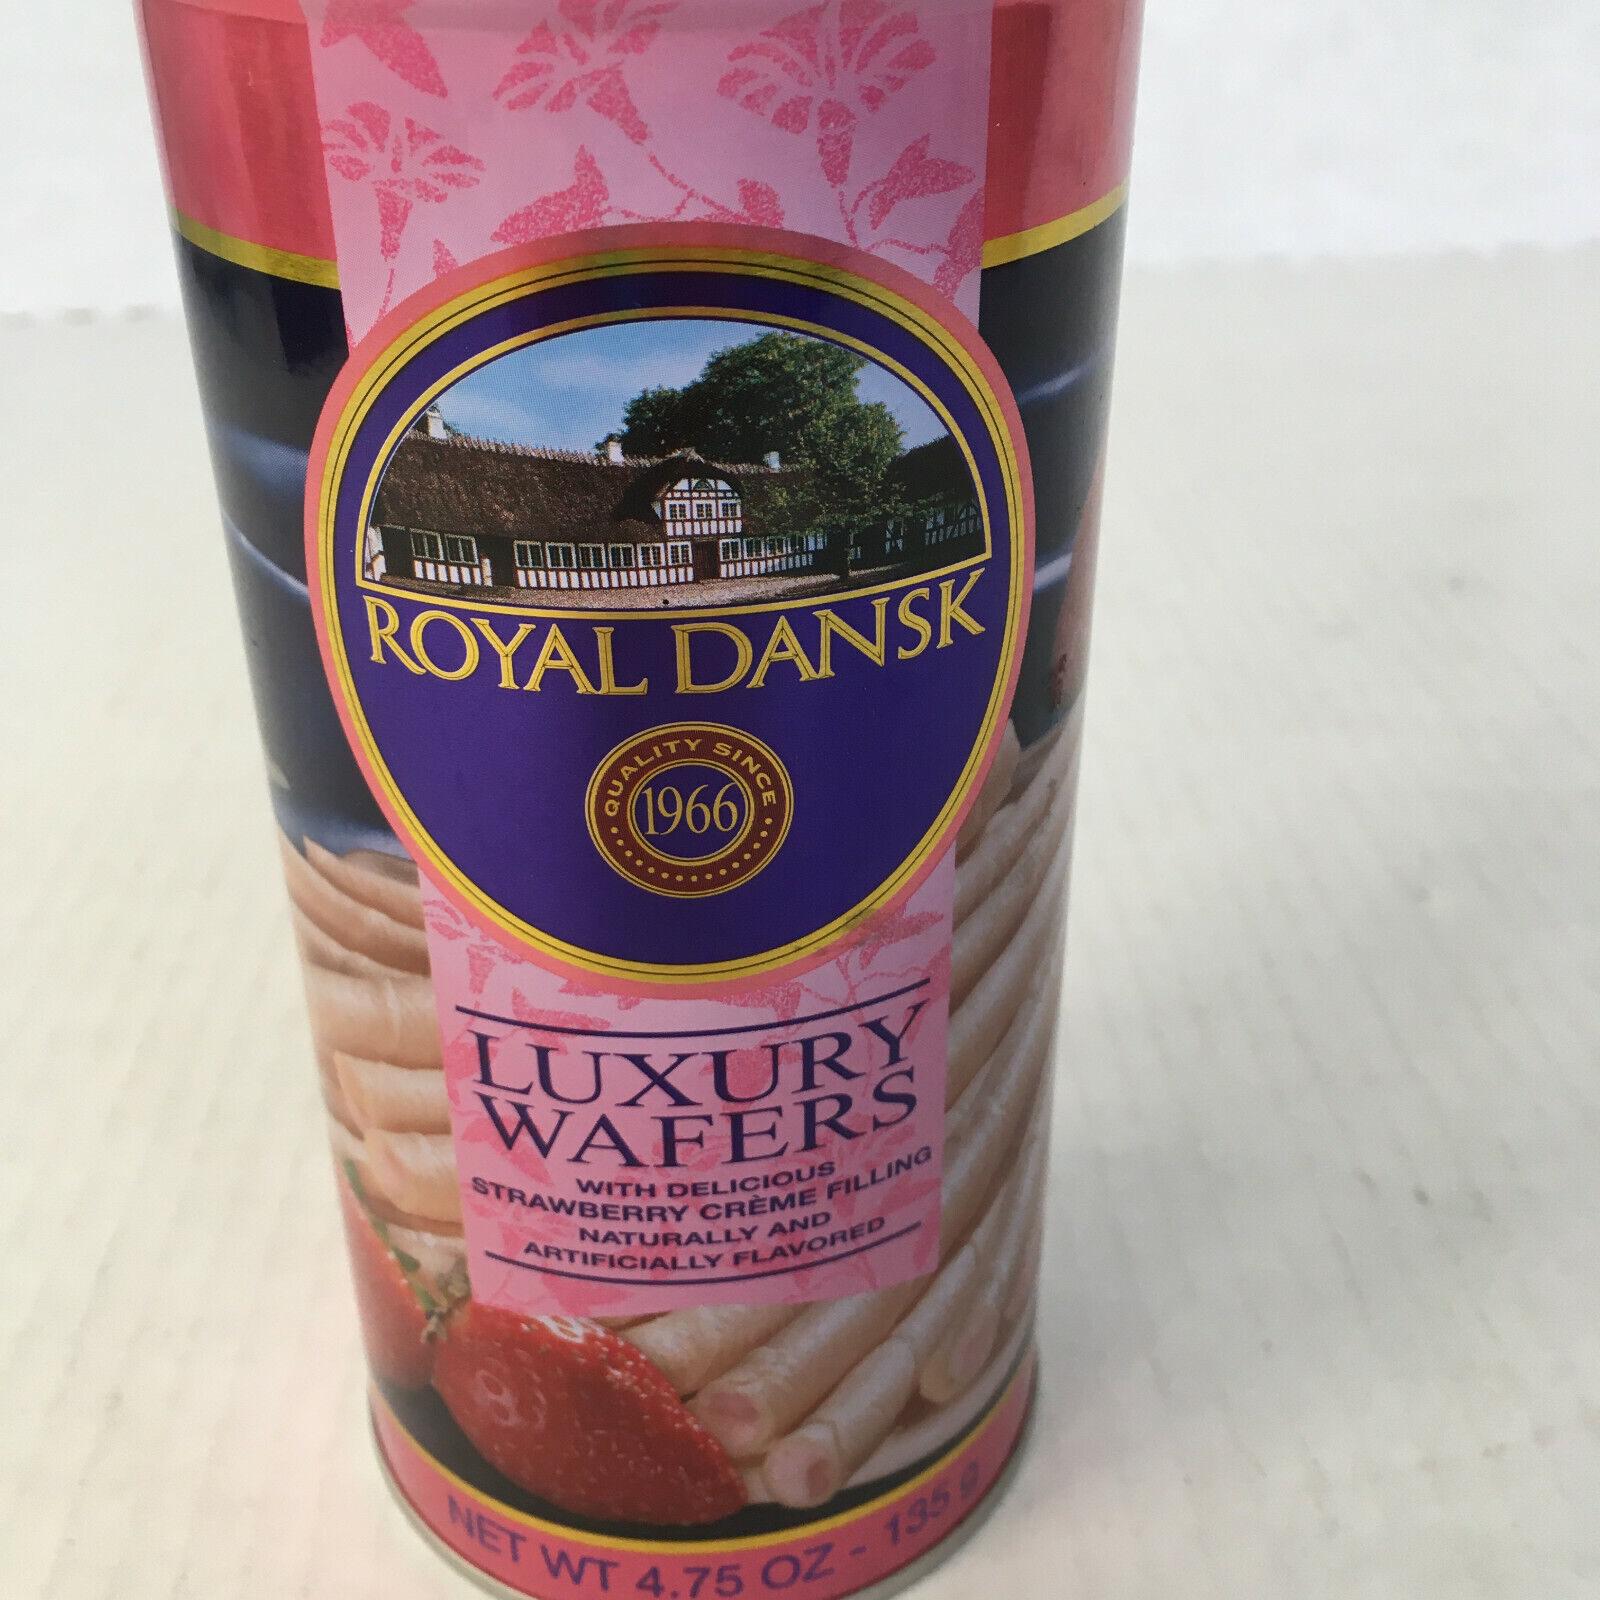 ROYAL DANSK
QUALITY SINCE
1966
LUXURY
WAFERS
WITH DELICIOUS
STRAWBERRY CRÈME FILLING
NATURALLY AND
ARTIFICIALLY FLAVORED
NET WT 4.75 OZ - 135 g